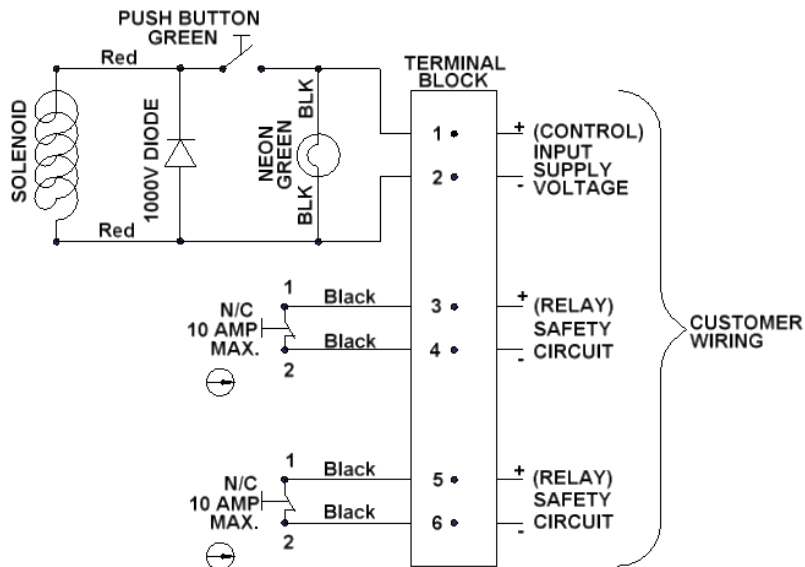 PUSH BUTTON
GREEN
Red
SOLENOID
1000V DIODE
NEON
GREEN
BLK
BLK
Red
TERMINAL
BLOCK
1
2
3
4
5
6
+ (CONTROL)
INPUT
SUPPLY
- VOLTAGE
1
N/C
10 AMP
MAX.
2
Black
Black
+ (RELAY)
SAFETY
- CIRCUIT
1
N/C
10 AMP
MAX.
2
Black
Black
+ (RELAY)
SAFETY
- CIRCUIT
CUSTOMER
WIRING